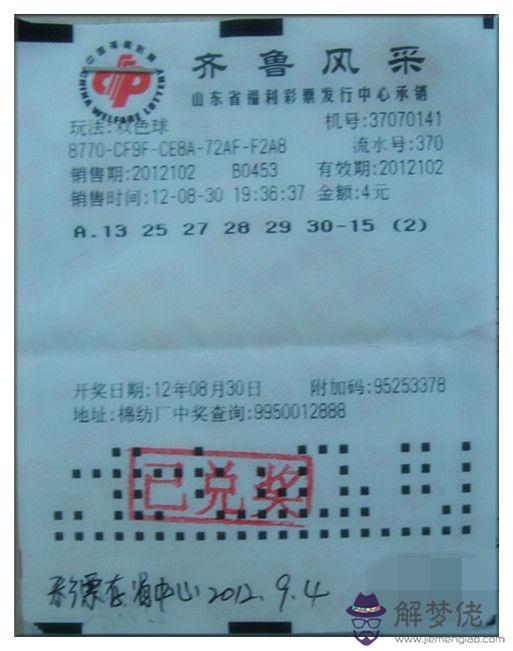 中国福利彩票
CHINA WELFARE LOTTERY
齐鲁风采
山东省福利彩票发行中心承销
玩法:双色球 机号:37070141
8770-CF9F-CE8A-72AF-F2A8 流水号:370
销售期:2012102 B0453 有效期:2012102
销售时间:12-08-30 19:36:37 金额:4元
A.13 25 27 28 29 30-15 (2)
开奖日期:12年08月30日 附加码:95253378
地址:棉纺厂中奖查询:9950012888
已兑奖
彩票在省中心 2012.9.4
解梦佬
www.jiemenglao.com